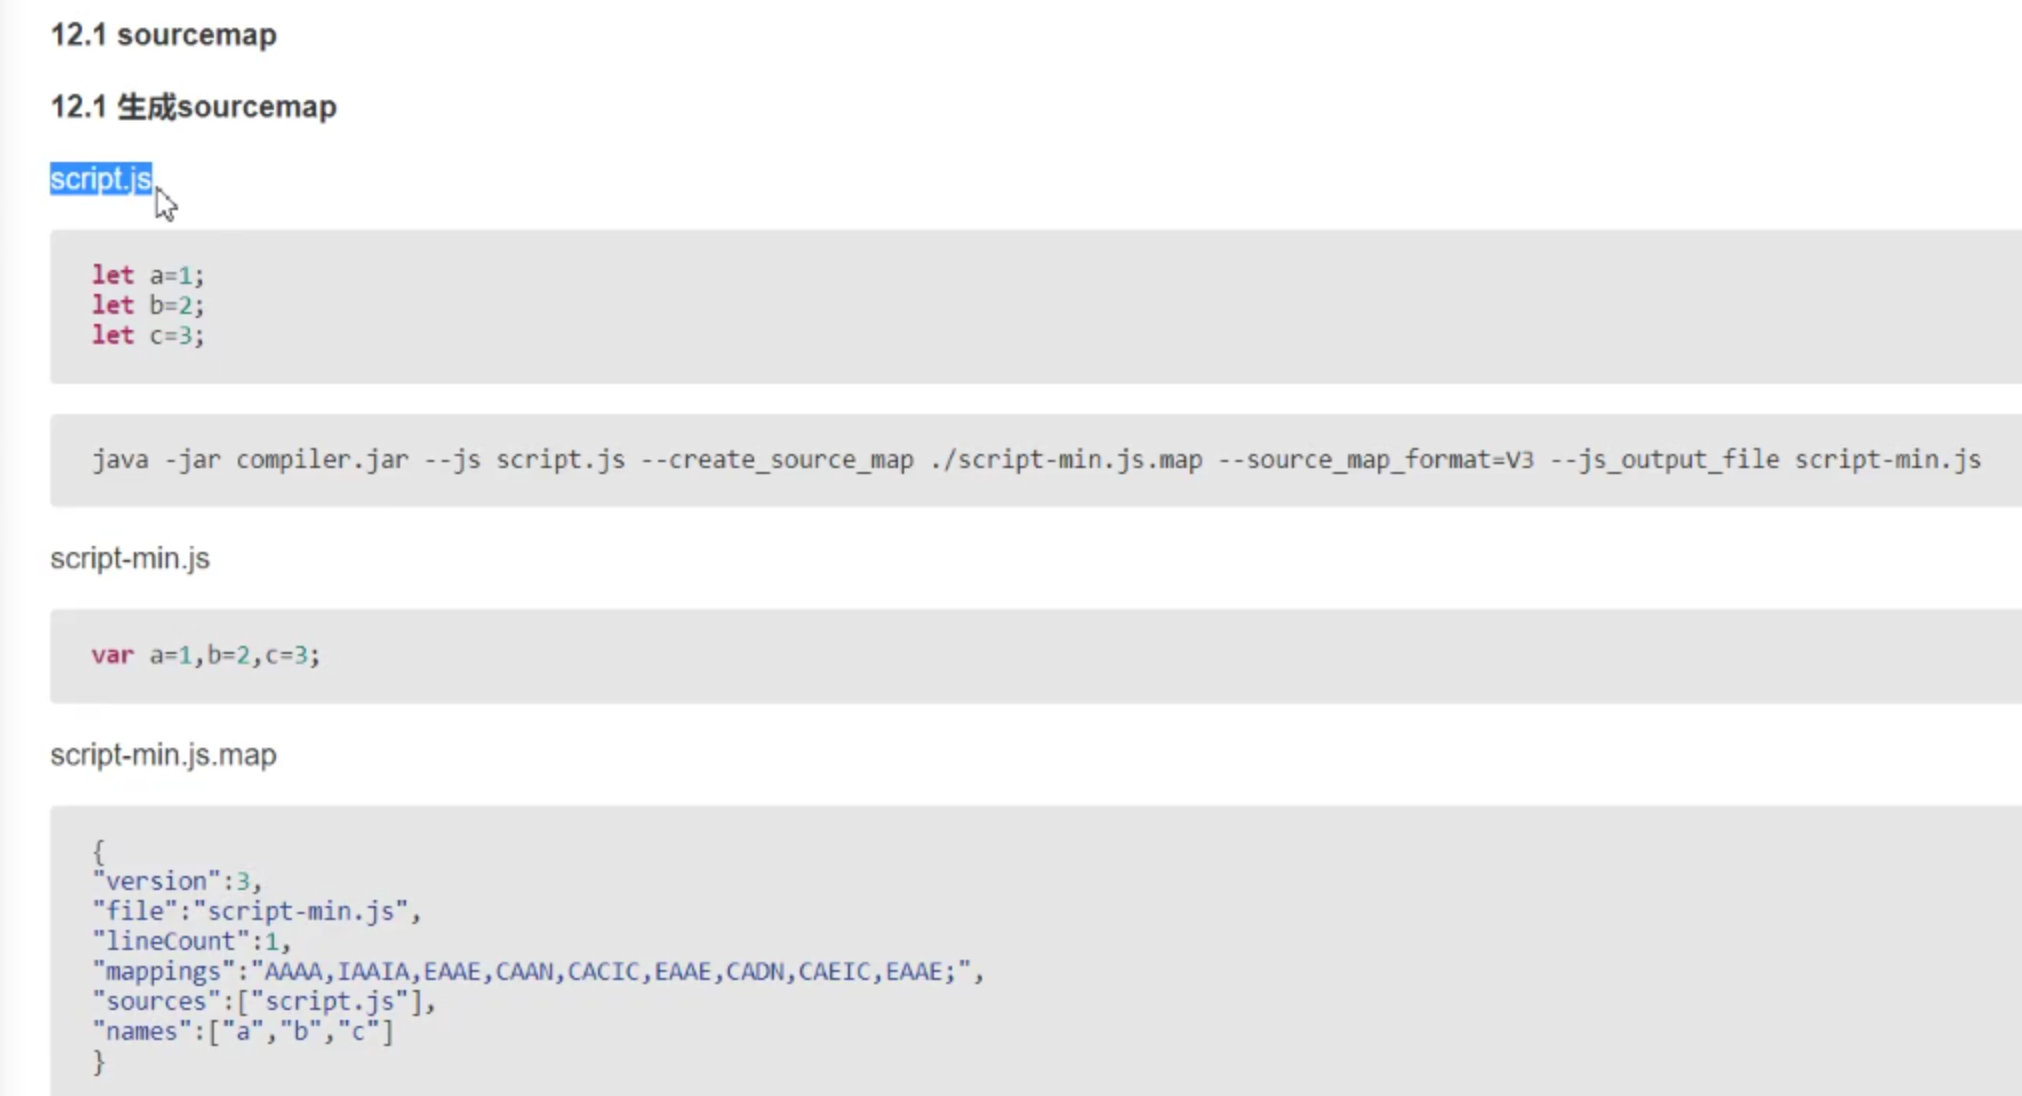 12.1 sourcemap
12.1 生成sourcemap
script.js
let a=1;
let b=2;
let c=3;
java -jar compiler.jar --js script.js --create_source_map ./script-min.js.map --source_map_format=V3 --js_output_file script-min.js
script-min.js
var a=1,b=2,c=3;
script-min.js.map
{
"version":3,
"file":"script-min.js",
"lineCount":1,
"mappings":"AAAA,IAAIA,EAAE,CAAN,CACIC,EAAE,CADN,CAEIC,EAAE;",
"sources":["script.js"],
"names":["a","b","c"]
}